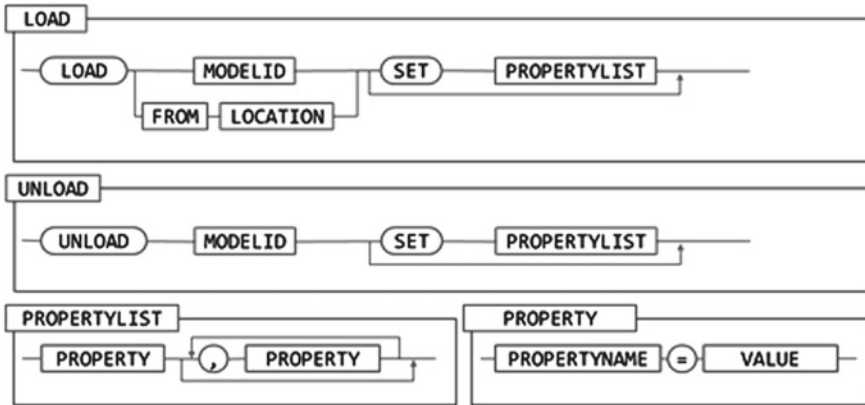 LOAD
LOAD MODELID SET PROPERTYLIST
FROM LOCATION
UNLOAD
UNLOAD MODELID SET PROPERTYLIST
PROPERTYLIST
PROPERTY , PROPERTY
PROPERTY
PROPERTYNAME = VALUE